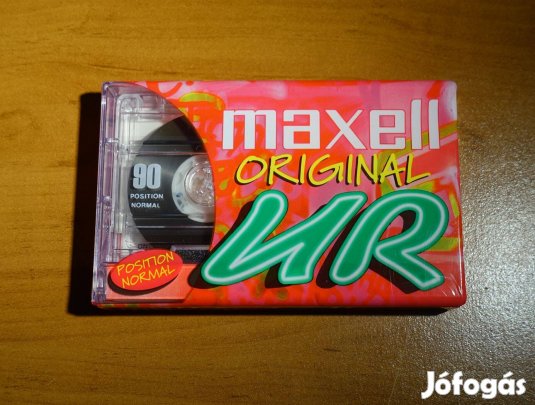 maxell
ORIGINAL
UR
90
POSITION
NORMAL
POSITION
NORMAL
Jófogás